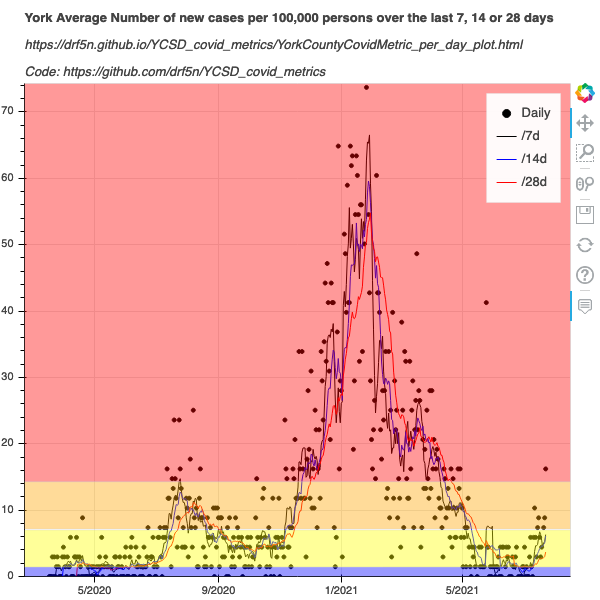 York Average Number of new cases per 100,000 persons over the last 7, 14 or 28 days
https://drf5n.github.io/YCSD_covid_metrics/YorkCountyCovidMetric_per_day_plot.html
Code: https://github.com/drf5n/YCSD_covid_metrics
Daily
/7d
/14d
/28d
70
60
50
40
30
20
10
0
5/2020
9/2020
1/2021
5/2021